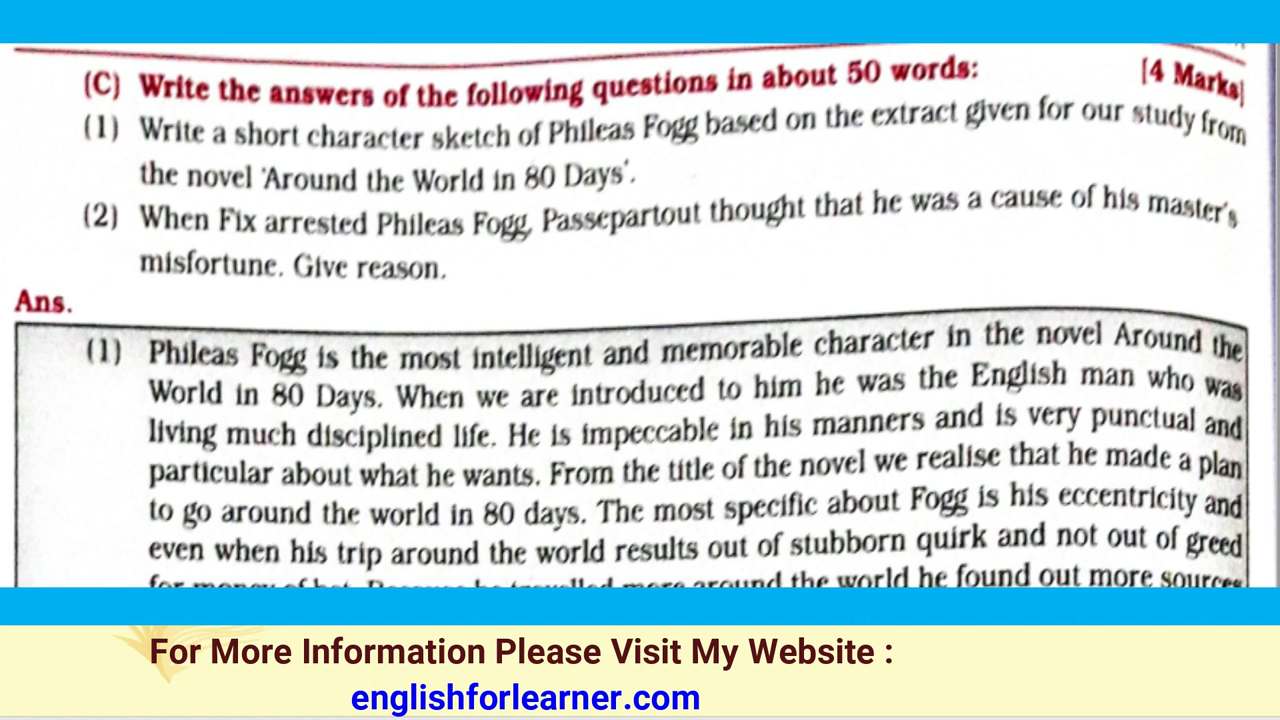 (C) Write the answers of the following questions in about 50 words: [4 Marks]
(1) Write a short character sketch of Phileas Fogg based on the extract given for our study from
the novel 'Around the World in 80 Days'.
(2) When Fix arrested Phileas Fogg, Passepartout thought that he was a cause of his master's
misfortune. Give reason.
Ans.
(1) Phileas Fogg is the most intelligent and memorable character in the novel Around the
World in 80 Days. When we are introduced to him he was the English man who was
living much disciplined life. He is impeccable in his manners and is very punctual and
particular about what he wants. From the title of the novel we realise that he made a plan
to go around the world in 80 days. The most specific about Fogg is his eccentricity and
even when his trip around the world results out of stubborn quirk and not out of greed
for money of bet. Because he travelled more around the world he found out more sources
For More Information Please Visit My Website :
englishforlearner.com